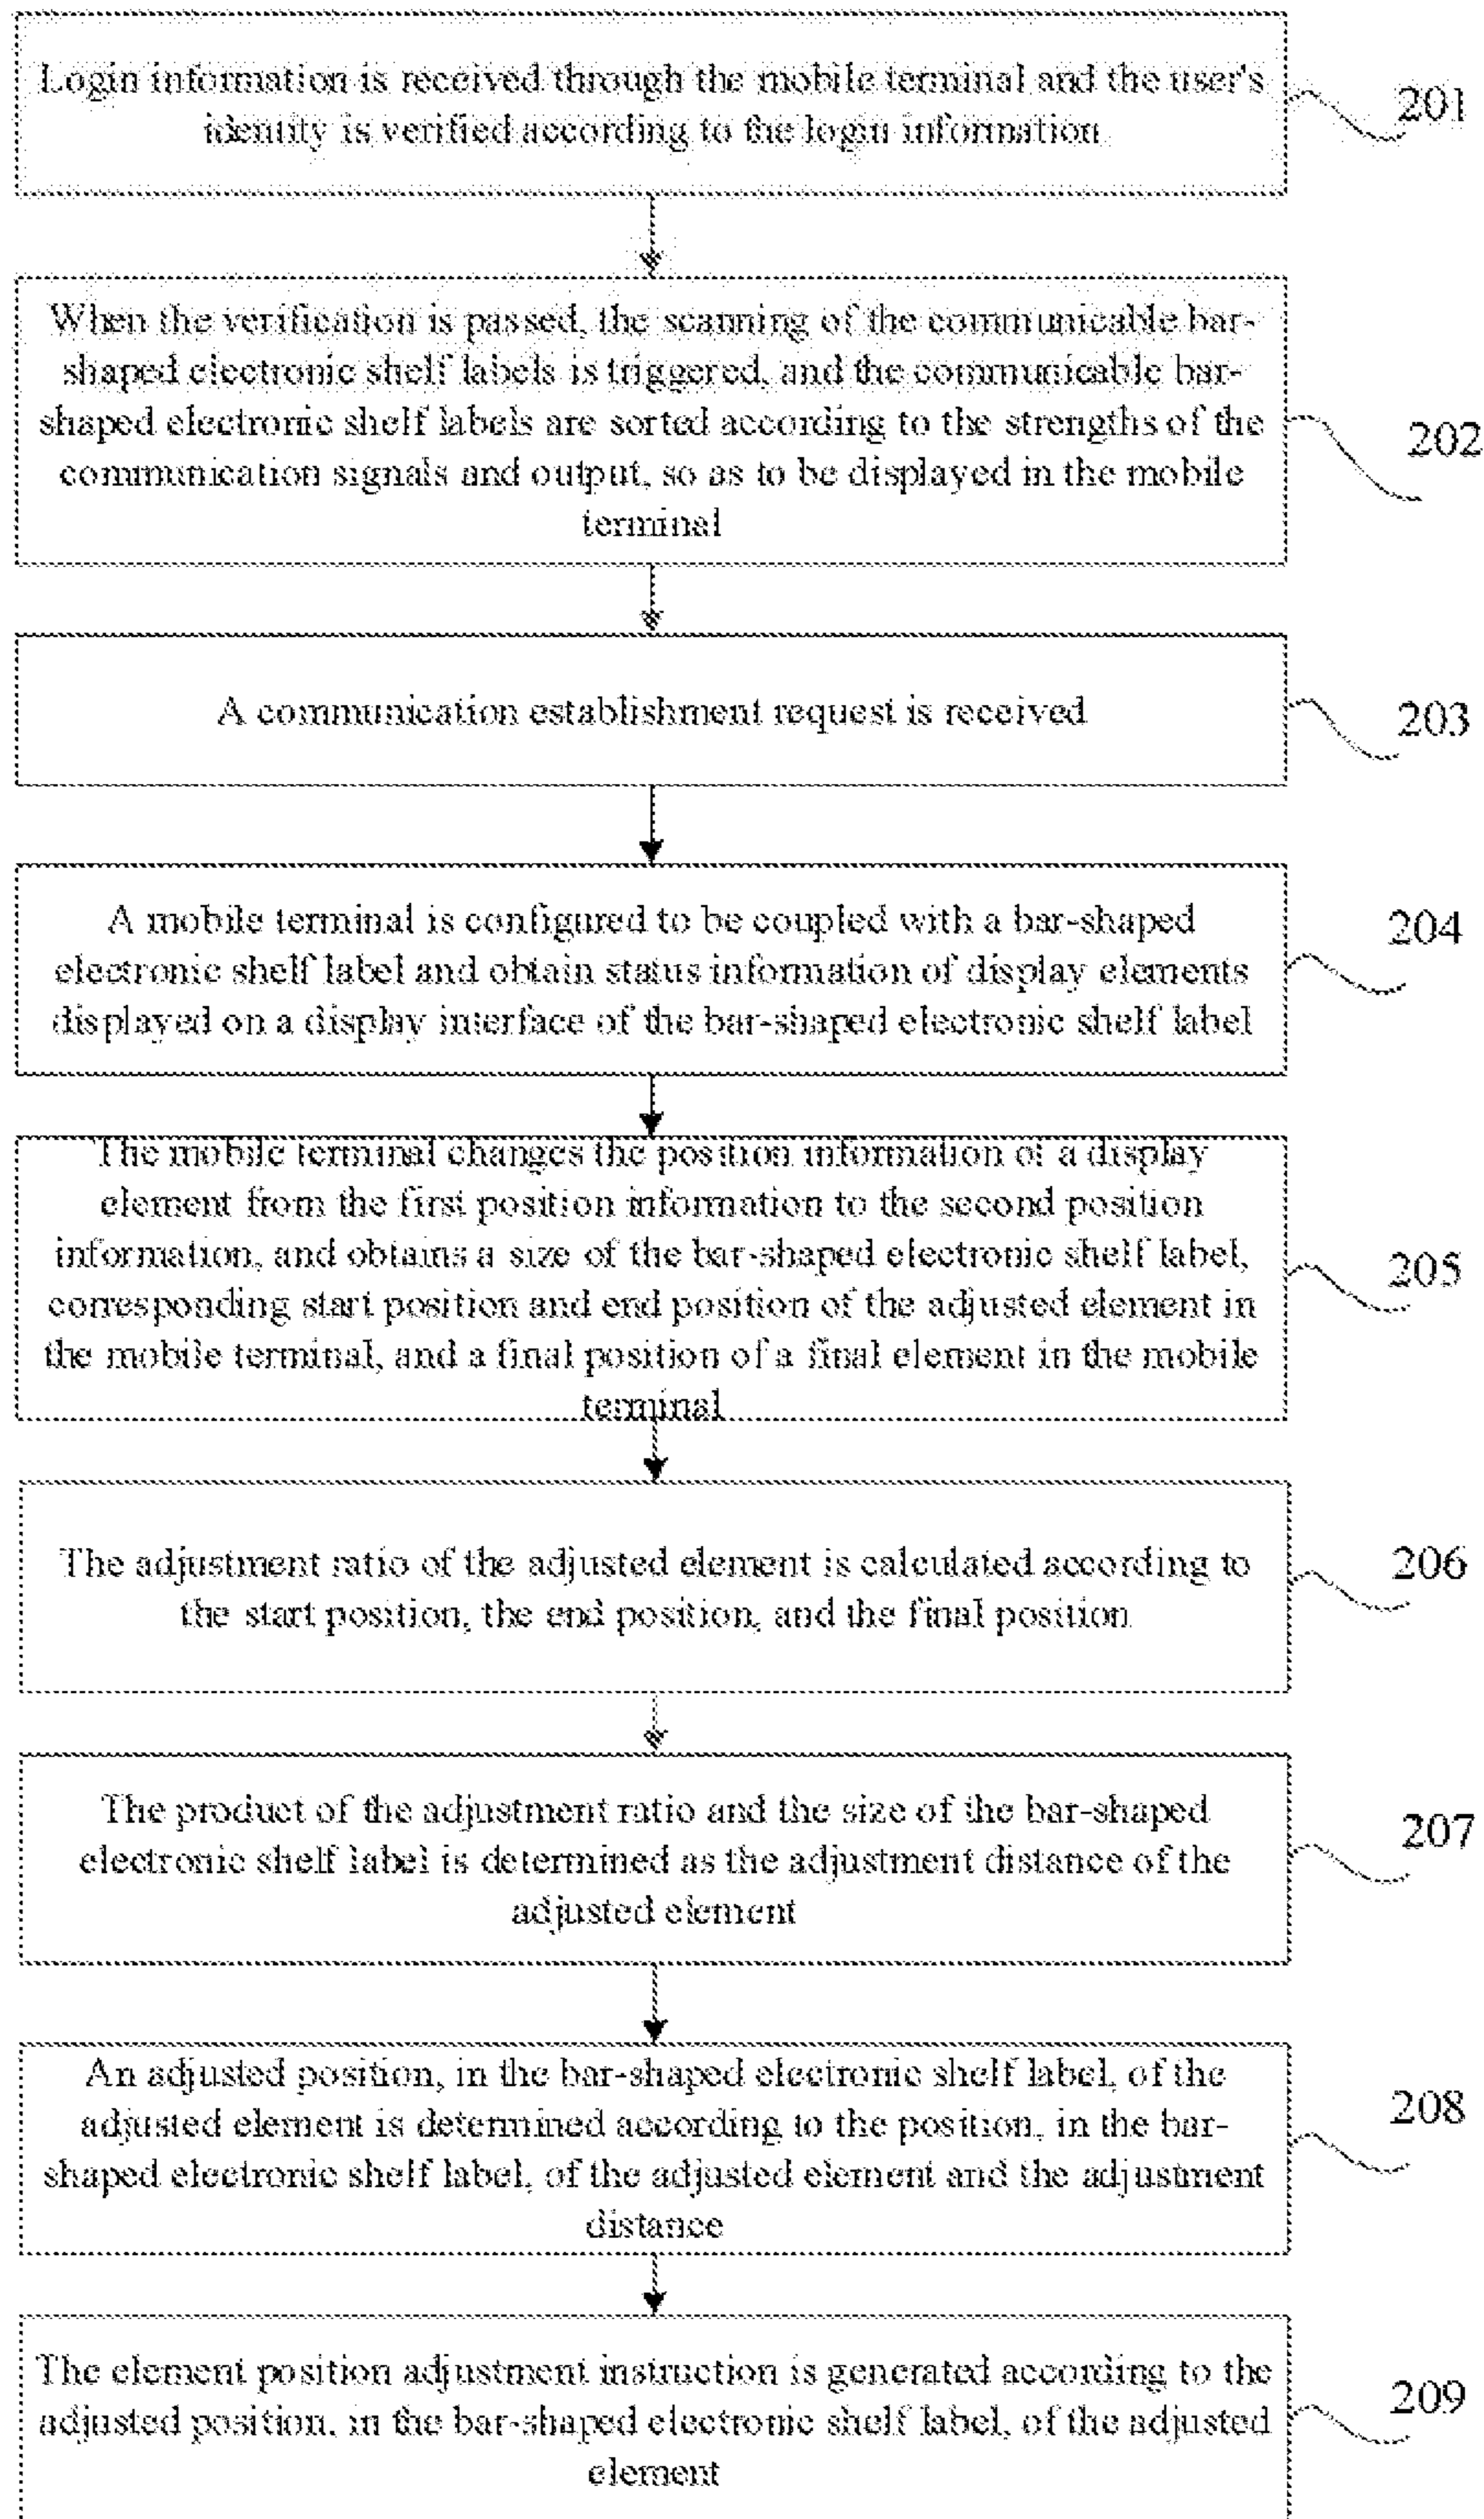 Login information is received through the mobile terminal and the user's
identity is verified according to the login information
201
When the verification is passed, the scanning of the communicable bar-
shaped electronic shelf labels is triggered, and the communicable bar-
shaped electronic shelf labels are sorted according to the strengths of the
communication signals and output, so as to be displayed in the mobile
terminal
202
A communication establishment request is received
203
A mobile terminal is configured to be coupled with a bar-shaped
electronic shelf label and obtain status information of display elements
displayed on a display interface of the bar-shaped electronic shelf label
204
The mobile terminal changes the position information of a display
element from the first position information to the second position
information, and obtains a size of the bar-shaped electronic shelf label,
corresponding start position and end position of the adjusted element in
the mobile terminal, and a final position of a final element in the mobile
terminal
205
The adjustment ratio of the adjusted element is calculated according to
the start position, the end position, and the final position
206
The product of the adjustment ratio and the size of the bar-shaped
electronic shelf label is determined as the adjustment distance of the
adjusted element
207
An adjusted position, in the bar-shaped electronic shelf label, of the
adjusted element is determined according to the position, in the bar-
shaped electronic shelf label, of the adjusted element and the adjustment
distance
208
The element position adjustment instruction is generated according to the
adjusted position, in the bar-shaped electronic shelf label, of the adjusted
element
209